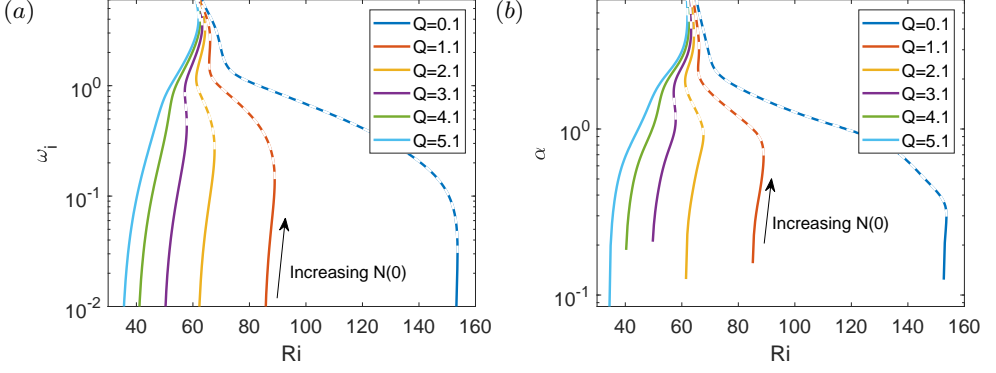 (a)
10^0
10^-1
10^-2
ω_i
Q=0.1
Q=1.1
Q=2.1
Q=3.1
Q=4.1
Q=5.1
Increasing N(0)
40 60 80 100 120 140 160
Ri
(b)
10^0
10^-1
α
Q=0.1
Q=1.1
Q=2.1
Q=3.1
Q=4.1
Q=5.1
Increasing N(0)
40 60 80 100 120 140 160
Ri